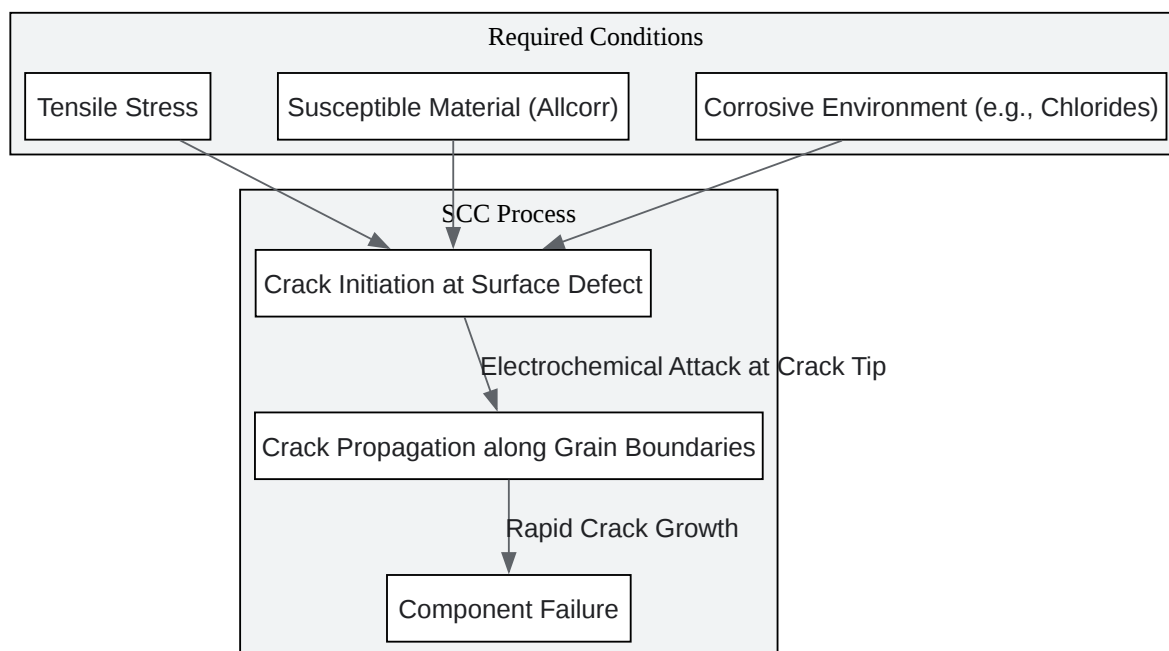 Required Conditions
Tensile Stress
Susceptible Material (Allcorr)
Corrosive Environment (e.g., Chlorides)
SCC Process
Crack Initiation at Surface Defect
Electrochemical Attack at Crack Tip
Crack Propagation along Grain Boundaries
Rapid Crack Growth
Component Failure